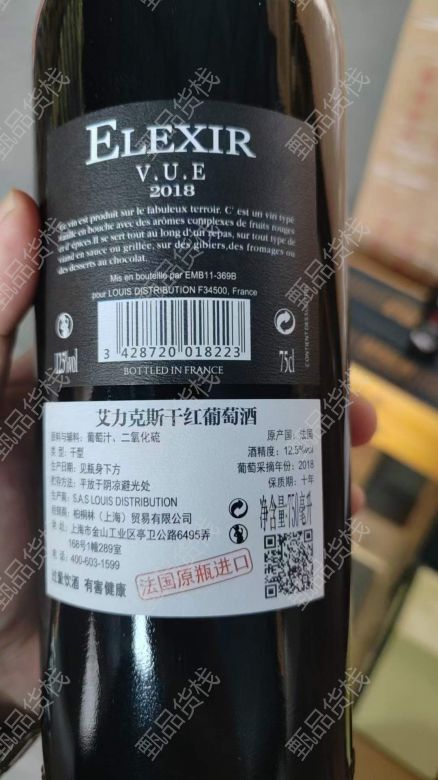 ELEXIR
V.U.E
2018
Ce vin est produit sur le fabuleux terroir. C' est un vin typé
en bouche avec des arômes complexes de fruits rouges
et d'épices.Il se sert tout au long d'un repas, sur tout type de
viand en sauce ou grillée, sur des gibiers,des fromages ou
des desserts au chocolat.
Mis en bouteille par EMB11-369B
pour LOUIS DISTRIBUTION F34500, France
12.5%vol
3 428720 018223
75cl
BOTTLED IN FRANCE
艾力克斯干红葡萄酒
原料与辅料：葡萄汁、二氧化硫
原产国：法国
类型：干型
酒精度：12.5%vol
生产日期：见瓶身下方
葡萄采摘年份：2018
贮存方法：平放于阴凉避光处
保质期：十年
生产商：S.A.S LOUIS DISTRIBUTION
经销商：柏桐林（上海）贸易有限公司
净含量:750毫升
地址：上海市金山工业区亭卫公路6495弄
168号1幢289室
电话：400-603-1599
过量饮酒 有害健康
法国原瓶进口
甄品货栈